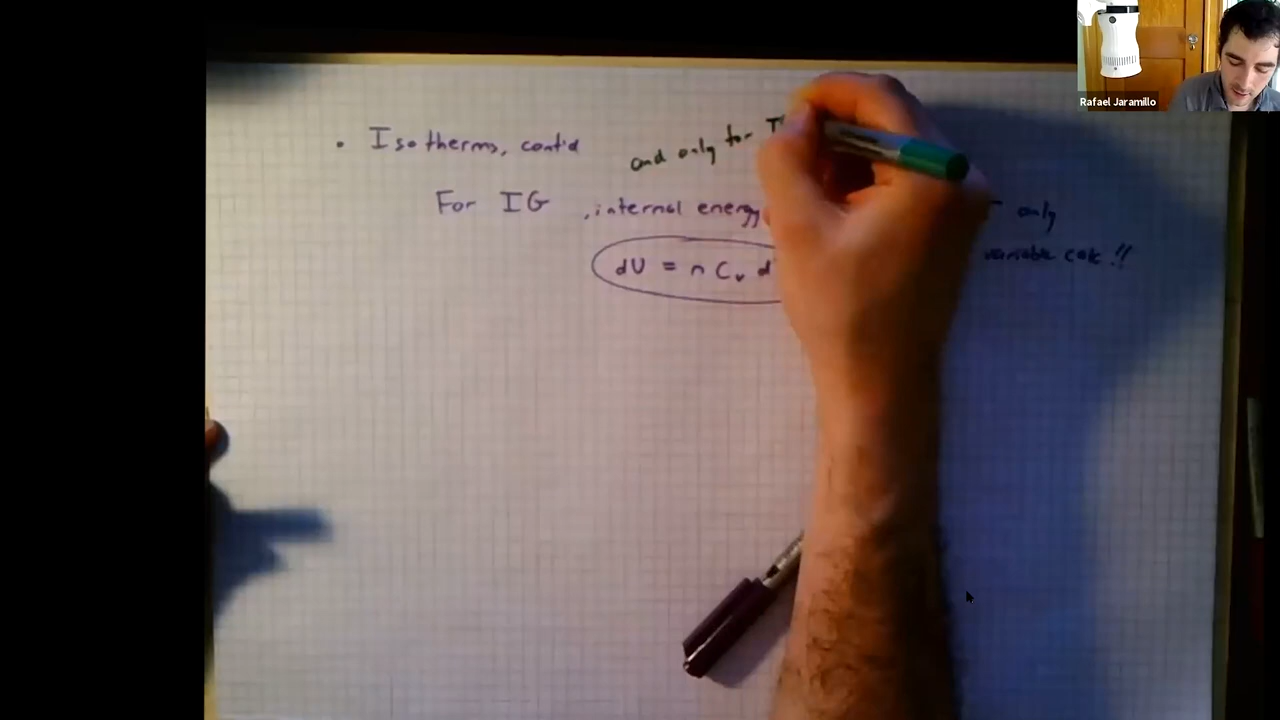 Rafael Jaramillo
• Isotherms, cont'd
and only for
For IG , internal energy only
dU = n Cv d
variable calc !!